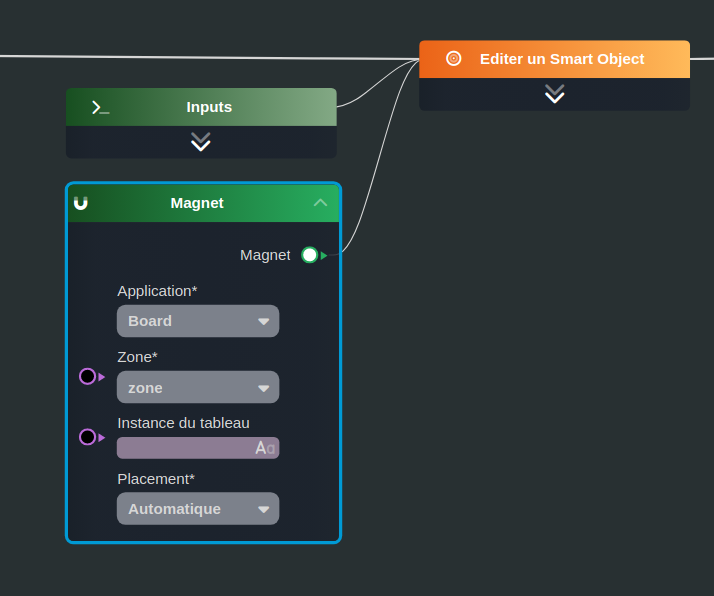 Editer un Smart Object
Inputs
Magnet
Magnet
Application*
Board
Zone*
zone
Instance du tableau
Aa
Placement*
Automatique